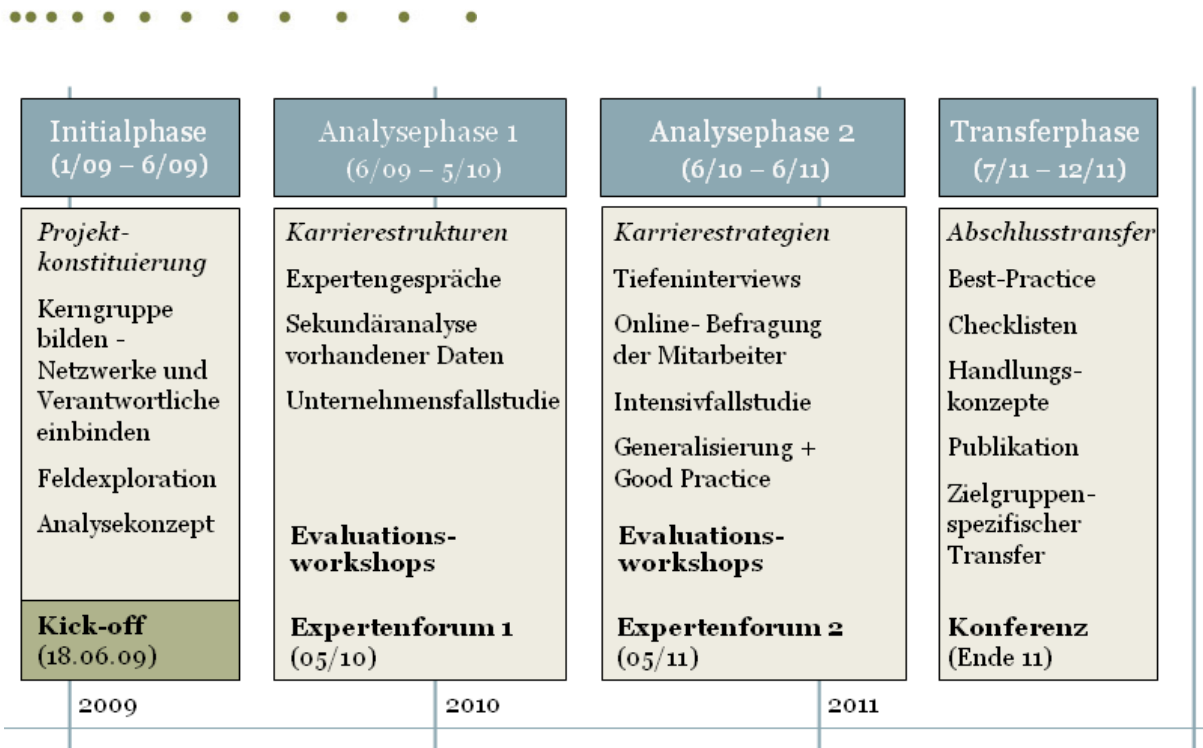 Initialphase
(1/09 – 6/09)
Projekt-
konstituierung
Kerngruppe
bilden -
Netzwerke und
Verantwortliche
einbinden
Feldexploration
Analysekonzept
Kick-off
(18.06.09)
Analysephase 1
(6/09 – 5/10)
Karrierestrukturen
Expertengespräche
Sekundäranalyse
vorhandener Daten
Unternehmensfallstudie
Evaluations-
workshops
Expertenforum 1
(05/10)
Analysephase 2
(6/10 – 6/11)
Karrierestrategien
Tiefeninterviews
Online- Befragung
der Mitarbeiter
Intensivfallstudie
Generalisierung +
Good Practice
Evaluations-
workshops
Expertenforum 2
(05/11)
Transferphase
(7/11 – 12/11)
Abschlusstransfer
Best-Practice
Checklisten
Handlungs-
konzepte
Publikation
Zielgruppen-
spezifischer
Transfer
Konferenz
(Ende 11)
2009
2010
2011